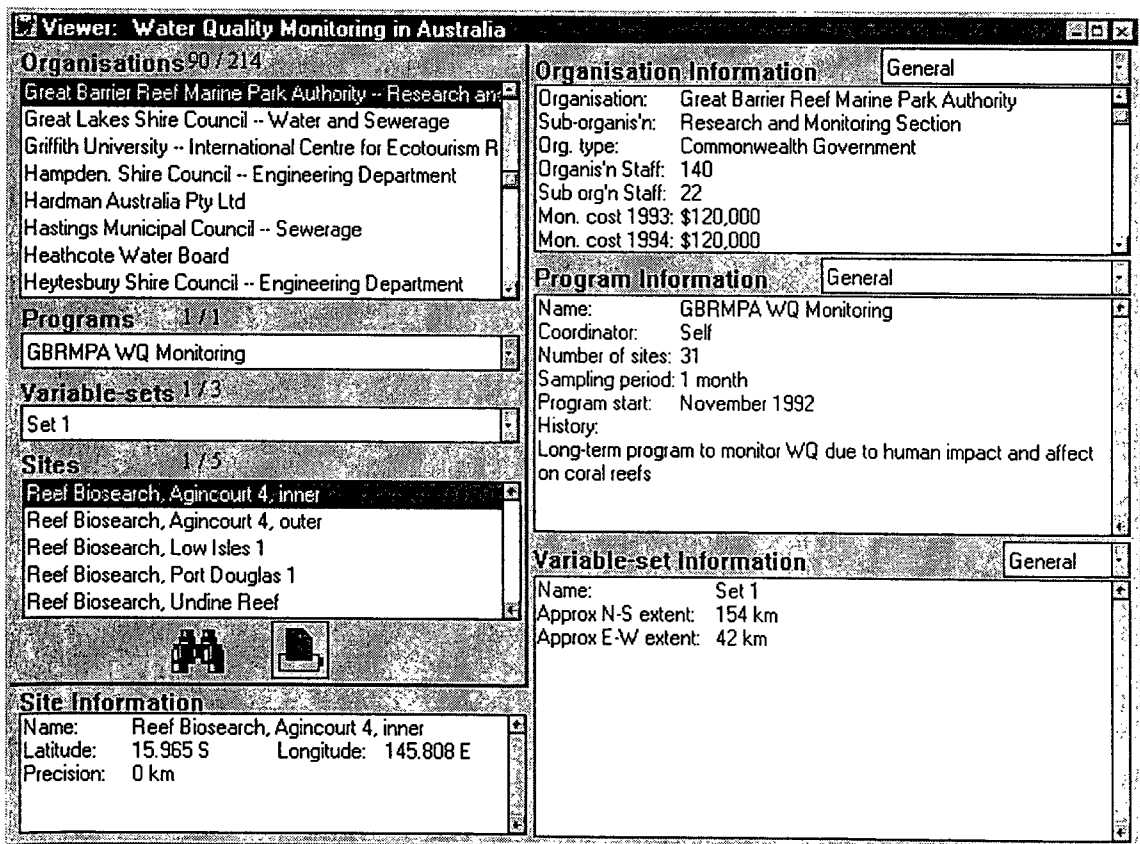 Viewer: Water Quality Monitoring in Australia
Organisations 90 / 214
Great Barrier Reef Marine Park Authority -- Research an
Great Lakes Shire Council -- Water and Sewerage
Griffith University -- International Centre for Ecotourism R
Hampden. Shire Council -- Engineering Department
Hardman Australia Pty Ltd
Hastings Municipal Council -- Sewerage
Heathcote Water Board
Heytesbury Shire Council -- Engineering Department
Programs 1 / 1
GBRMPA WQ Monitoring
Variable-sets 1 / 3
Set 1
Sites 1 / 5
Reef Biosearch, Agincourt 4, inner
Reef Biosearch, Agincourt 4, outer
Reef Biosearch, Low Isles 1
Reef Biosearch, Port Douglas 1
Reef Biosearch, Undine Reef
Site Information
Name: Reef Biosearch, Agincourt 4, inner
Latitude: 15.965 S Longitude: 145.808 E
Precision: 0 km
Organisation Information General
Organisation: Great Barrier Reef Marine Park Authority
Sub-organis'n: Research and Monitoring Section
Org. type: Commonwealth Government
Organis'n Staff: 140
Sub org'n Staff: 22
Mon. cost 1993: $120,000
Mon. cost 1994: $120,000
Program Information General
Name: GBRMPA WQ Monitoring
Coordinator: Self
Number of sites: 31
Sampling period: 1 month
Program start: November 1992
History:
Long-term program to monitor WQ due to human impact and affect
on coral reefs
Variable-set Information General
Name: Set 1
Approx N-S extent: 154 km
Approx E-W extent: 42 km